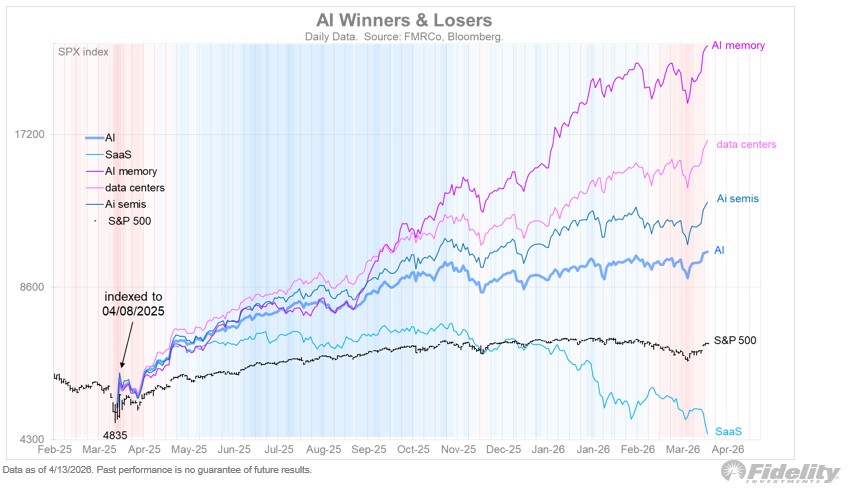 AI Winners & Losers
Daily Data.  Source: FMRCo, Bloomberg.
SPX index
AI memory
17200
data centers
AI
SaaS
AI memory
data centers
Ai semis
S&P 500
Ai semis
AI
8600
indexed to
04/08/2025
S&P 500
4835
SaaS
4300
Feb-25 Mar-25 Apr-25 May-25 Jun-25 Jul-25 Aug-25 Sep-25 Oct-25 Nov-25 Dec-25 Jan-26 Jan-26 Feb-26 Mar-26 Apr-26
Data as of 4/13/2026. Past performance is no guarantee of future results.
Fidelity
INVESTMENTS